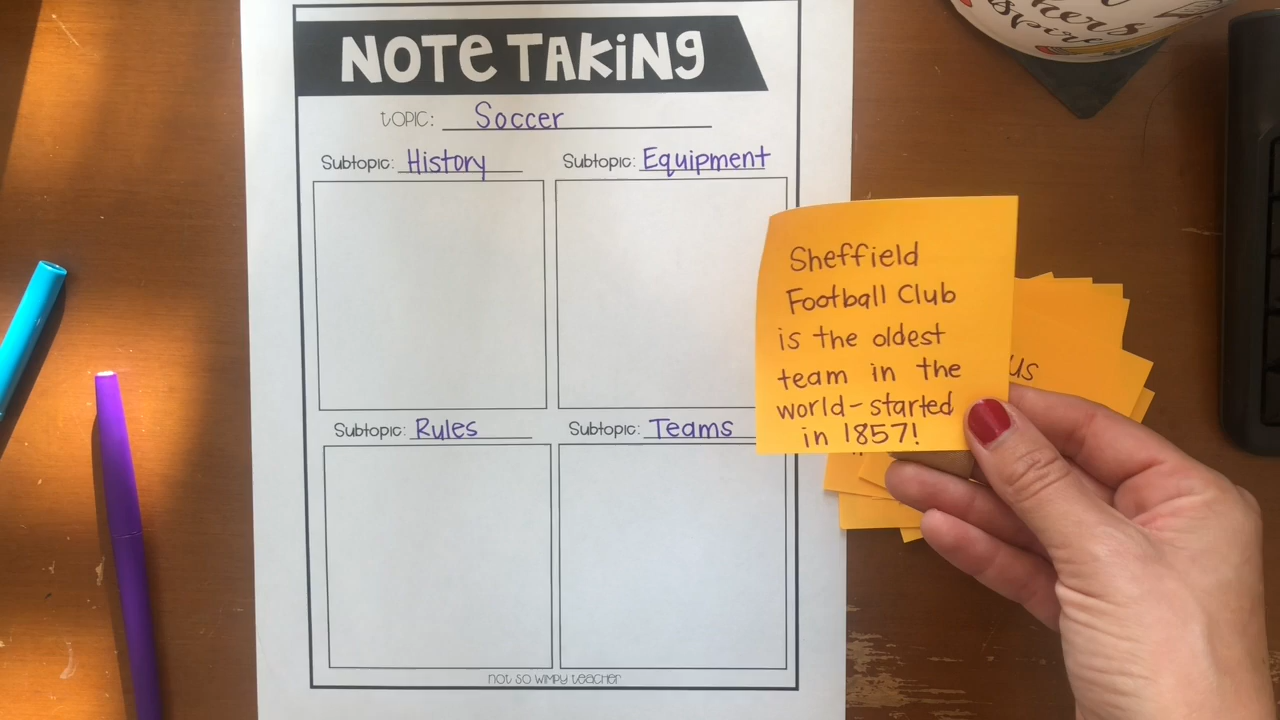 NOTE TAKING
TOPIC: Soccer
Subtopic: History
Subtopic: Equipment
Sheffield
Football Club
is the oldest
team in the
world-started
in 1857!
us
Subtopic: Rules
Subtopic: Teams
not so wimpy teacher